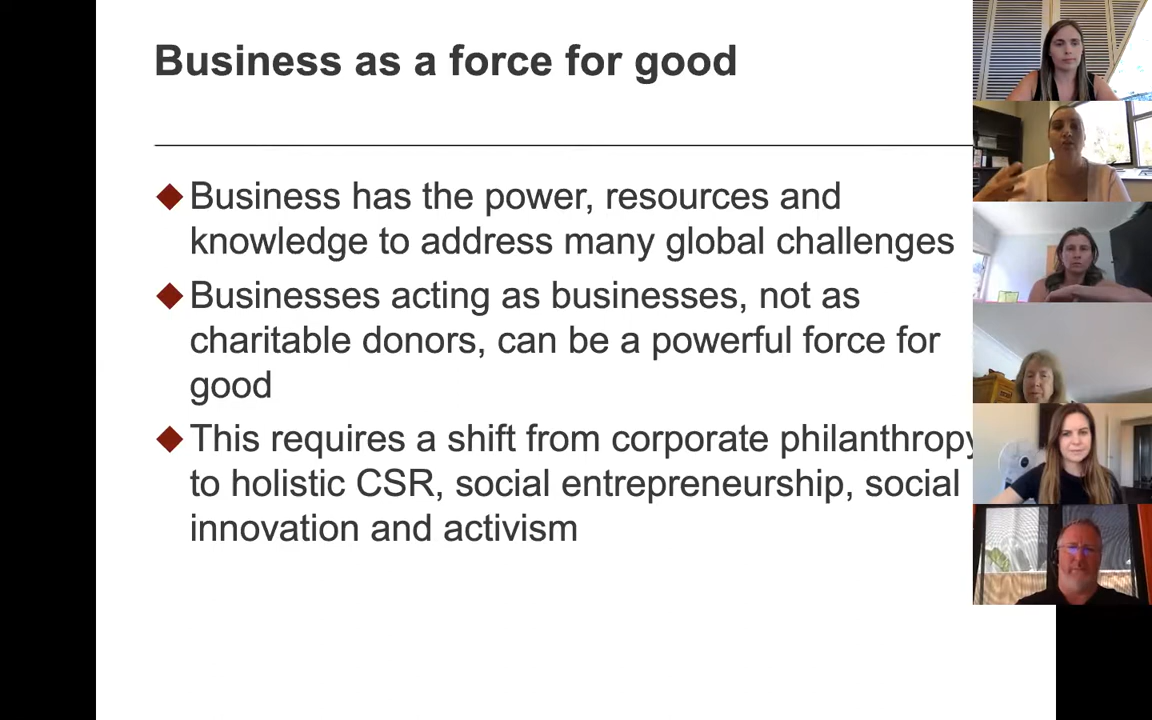 Business as a force for good
Business has the power, resources and
knowledge to address many global challenges
Businesses acting as businesses, not as
charitable donors, can be a powerful force for
good
This requires a shift from corporate philanthropy
to holistic CSR, social entrepreneurship, social
innovation and activism